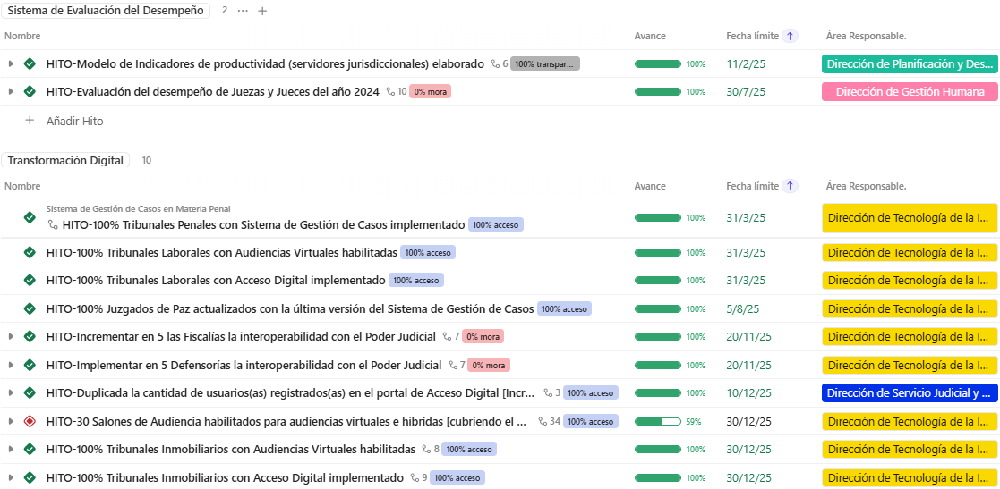 Sistema de Evaluación del Desempeño 2 ··· +
Nombre Avance Fecha límite ↑ Área Responsable.
HITO-Modelo de Indicadores de productividad (servidores jurisdiccionales) elaborado 6 100% transpar... 100% 11/2/25 Dirección de Planificación y Des...
HITO-Evaluación del desempeño de Juezas y Jueces del año 2024 10 0% mora 100% 30/7/25 Dirección de Gestión Humana
+ Añadir Hito
Transformación Digital 10
Nombre Avance Fecha límite ↑ Área Responsable.
Sistema de Gestión de Casos en Materia Penal
HITO-100% Tribunales Penales con Sistema de Gestión de Casos implementado 100% acceso 100% 31/3/25 Dirección de Tecnología de la I...
HITO-100% Tribunales Laborales con Audiencias Virtuales habilitadas 100% acceso 100% 31/3/25 Dirección de Tecnología de la I...
HITO-100% Tribunales Laborales con Acceso Digital implementado 100% acceso 100% 31/3/25 Dirección de Tecnología de la I...
HITO-100% Juzgados de Paz actualizados con la última versión del Sistema de Gestión de Casos 100% acceso 100% 5/8/25 Dirección de Tecnología de la I...
HITO-Incrementar en 5 las Fiscalías la interoperabilidad con el Poder Judicial 7 0% mora 100% 20/11/25 Dirección de Tecnología de la I...
HITO-Implementar en 5 Defensorías la interoperabilidad con el Poder Judicial 7 0% mora 100% 20/11/25 Dirección de Tecnología de la I...
HITO-Duplicada la cantidad de usuarios(as) registrados(as) en el portal de Acceso Digital [Incr... 3 100% acceso 100% 10/12/25 Dirección de Servicio Judicial y ...
HITO-30 Salones de Audiencia habilitados para audiencias virtuales e híbridas [cubriendo el ... 34 100% acceso 59% 30/12/25 Dirección de Tecnología de la I...
HITO-100% Tribunales Inmobiliarios con Audiencias Virtuales habilitadas 8 100% acceso 100% 30/12/25 Dirección de Tecnología de la I...
HITO-100% Tribunales Inmobiliarios con Acceso Digital implementado 9 100% acceso 100% 30/12/25 Dirección de Tecnología de la I...